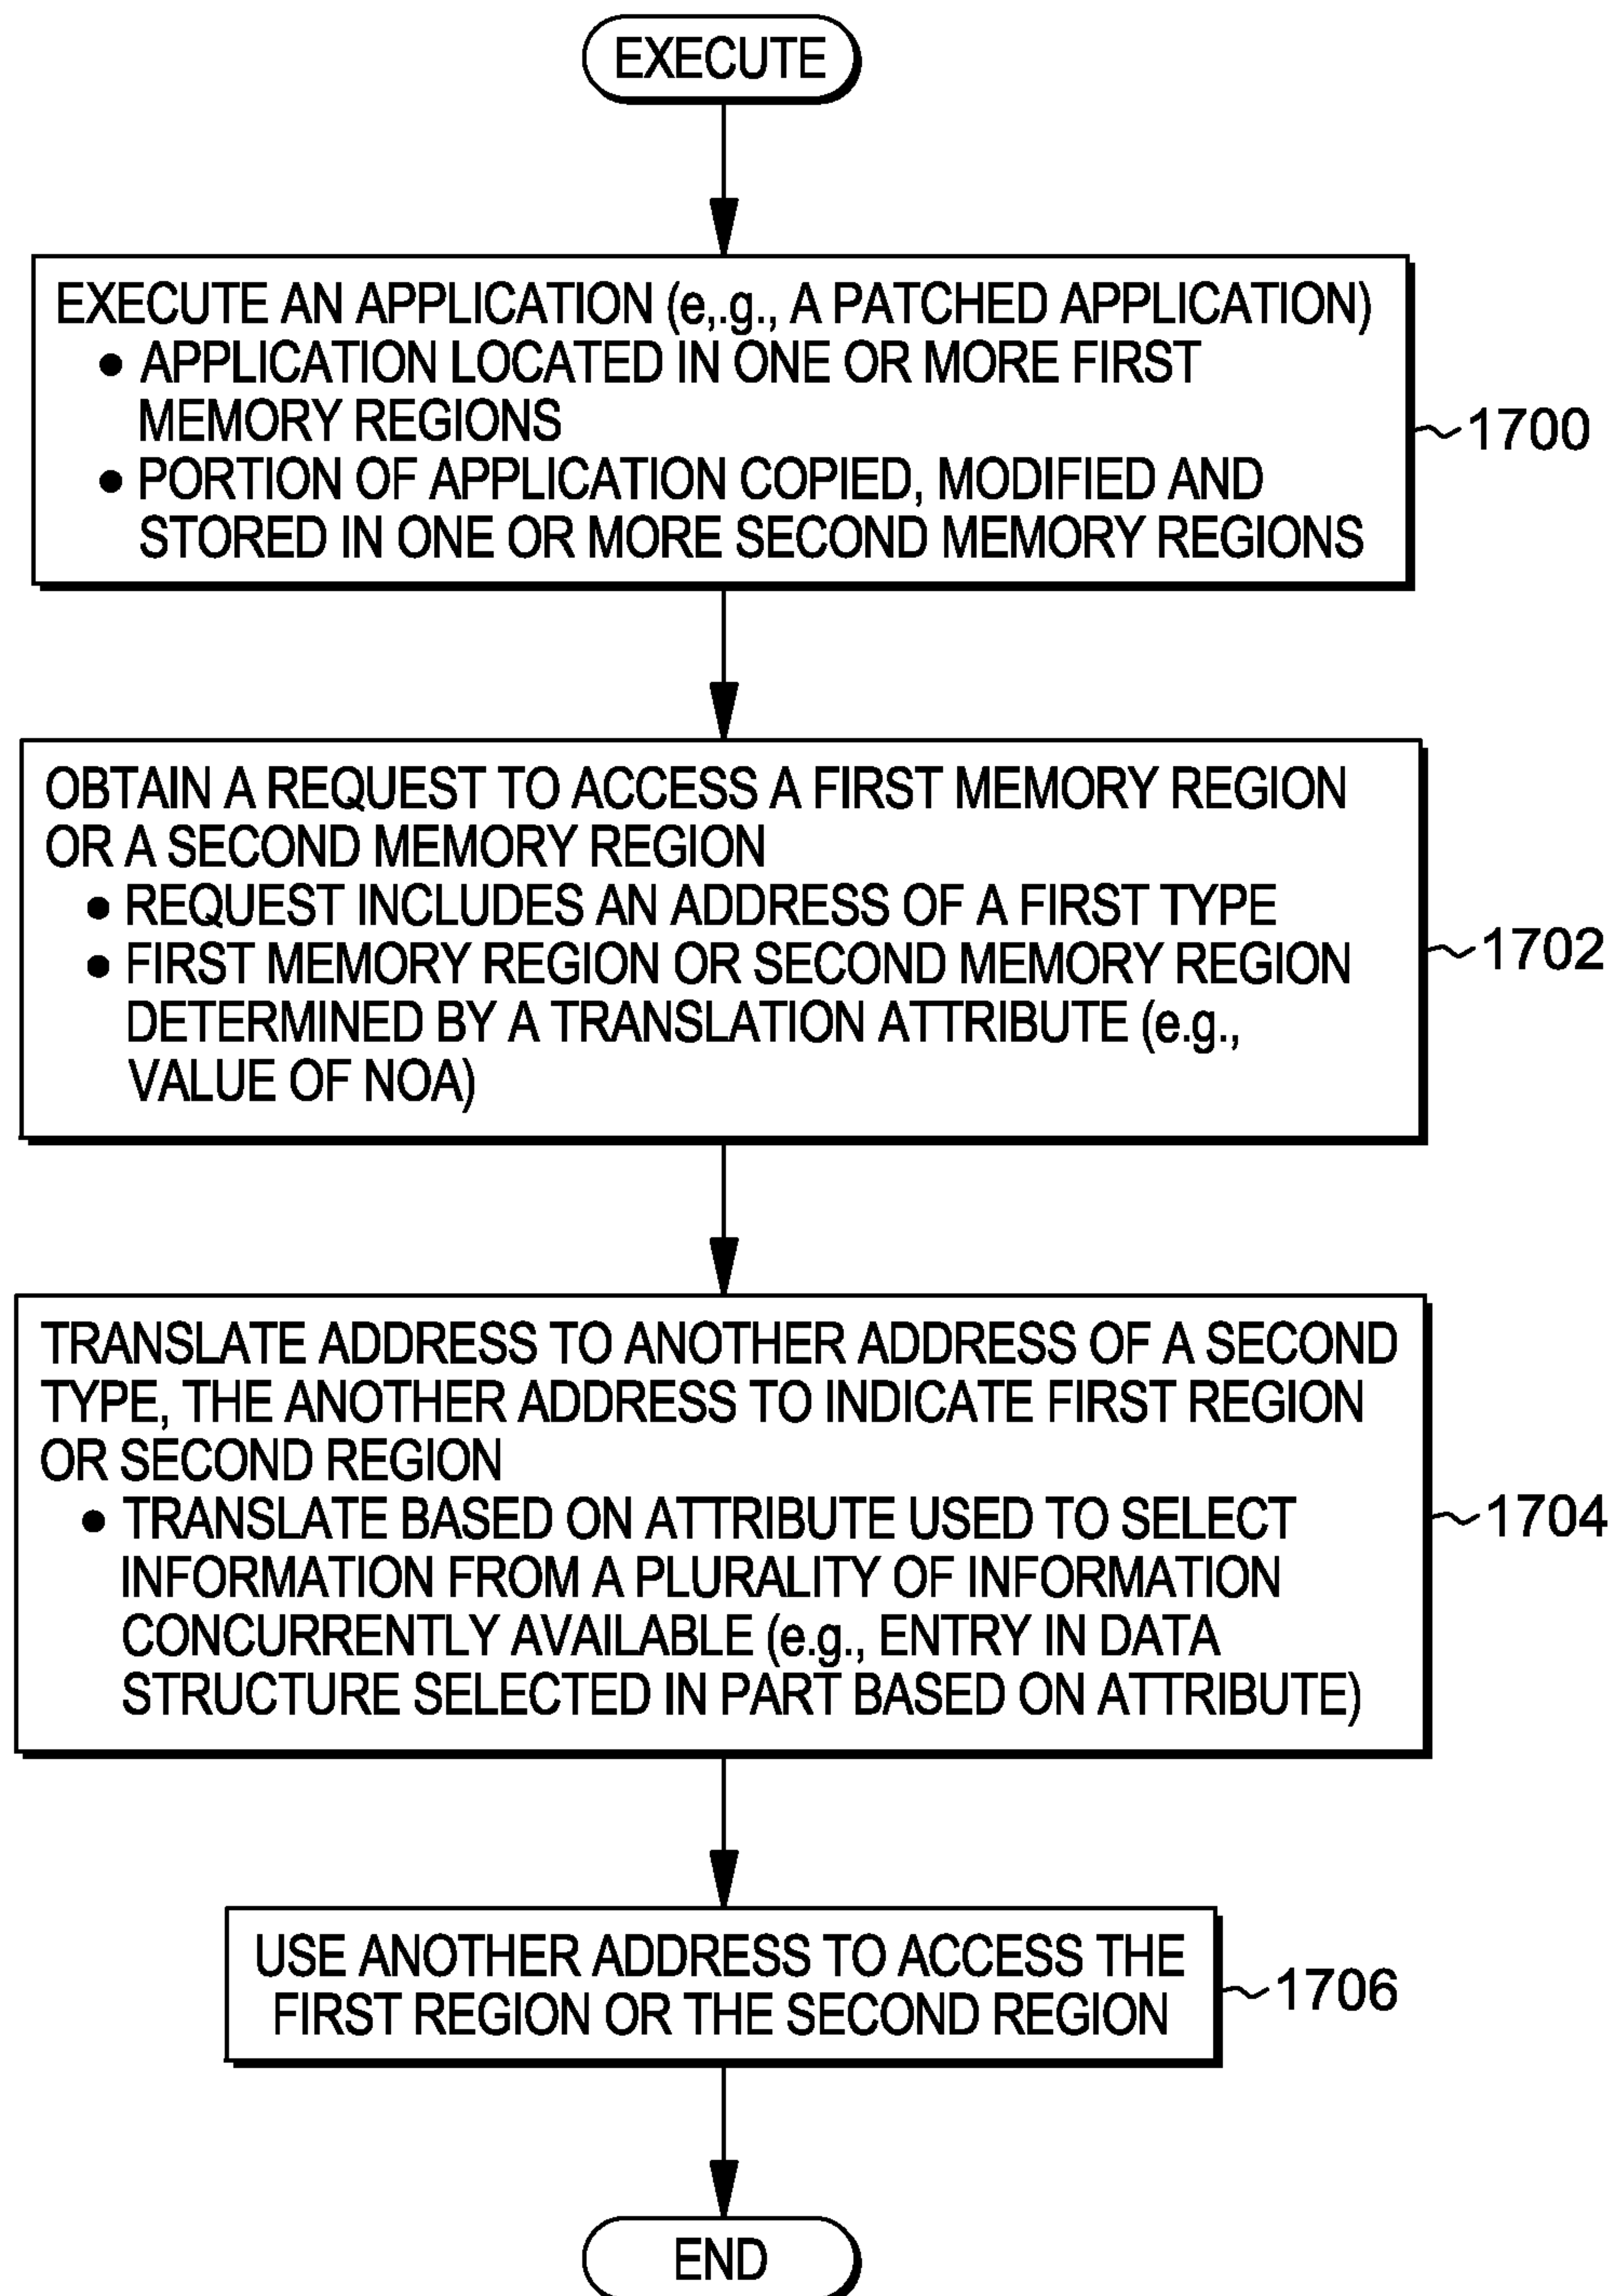 EXECUTE
EXECUTE AN APPLICATION (e,.g., A PATCHED APPLICATION)
● APPLICATION LOCATED IN ONE OR MORE FIRST
MEMORY REGIONS
● PORTION OF APPLICATION COPIED, MODIFIED AND
STORED IN ONE OR MORE SECOND MEMORY REGIONS
1700
OBTAIN A REQUEST TO ACCESS A FIRST MEMORY REGION
OR A SECOND MEMORY REGION
● REQUEST INCLUDES AN ADDRESS OF A FIRST TYPE
● FIRST MEMORY REGION OR SECOND MEMORY REGION
DETERMINED BY A TRANSLATION ATTRIBUTE (e.g.,
VALUE OF NOA)
1702
TRANSLATE ADDRESS TO ANOTHER ADDRESS OF A SECOND
TYPE, THE ANOTHER ADDRESS TO INDICATE FIRST REGION
OR SECOND REGION
● TRANSLATE BASED ON ATTRIBUTE USED TO SELECT
INFORMATION FROM A PLURALITY OF INFORMATION
CONCURRENTLY AVAILABLE (e.g., ENTRY IN DATA
STRUCTURE SELECTED IN PART BASED ON ATTRIBUTE)
1704
USE ANOTHER ADDRESS TO ACCESS THE
FIRST REGION OR THE SECOND REGION
1706
END